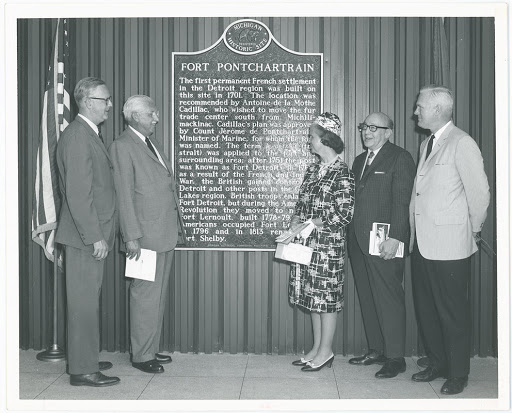 MICHIGAN
HISTORIC SITE
FORT PONTCHARTRAIN
The first permanent French settlement
in the Detroit region was built on
this site in 1701. The location was
recommended by Antoine de la Mothe
Cadillac, who wished to move the fur
trade center south from Michili-
mackinac. Cadillac's plan was approved
by Count Jerome de Pontchartrain
Minister of Marine, for whom the
was named. The term
strait) was applied to the
surrounding area; after 1751 the post
was known as Fort Detroit.
as a result of the French and
War, the British gained
Detroit and other posts in the
Lakes region. British troops
Fort Detroit, but during the
Revolution they moved to
Fort Lernoult, built 1778-79.
Americans occupied Fort
in 1796 and in 1813
Fort Shelby.